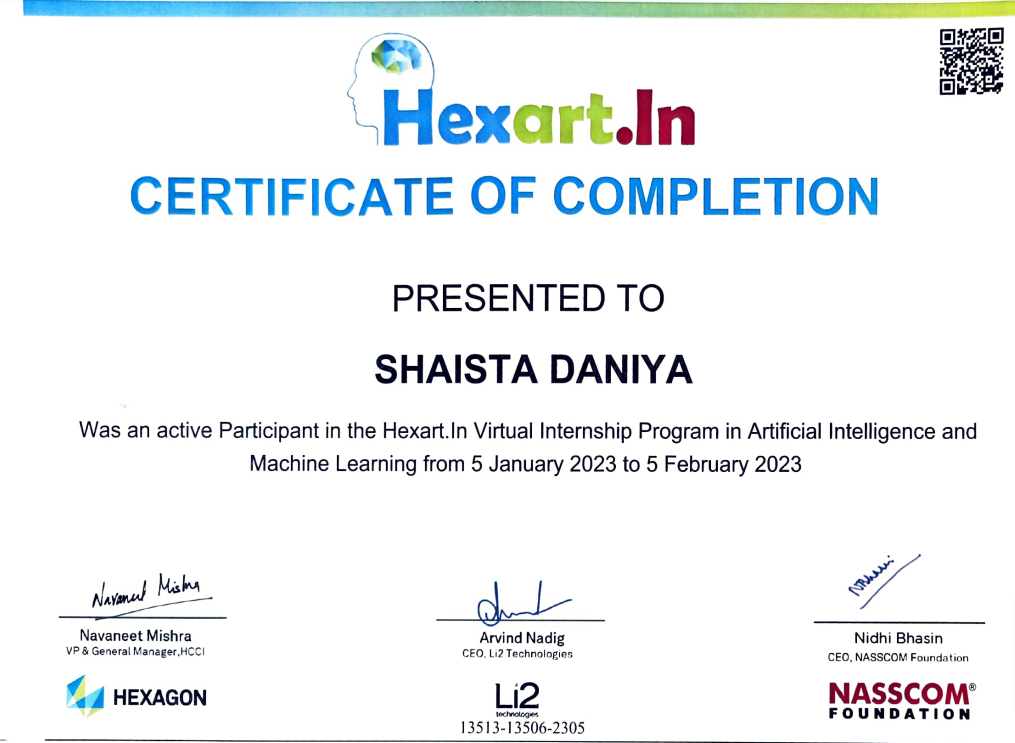 Hexart.In
CERTIFICATE OF COMPLETION
PRESENTED TO
SHAISTA DANIYA
Was an active Participant in the Hexart.In Virtual Internship Program in Artificial Intelligence and
Machine Learning from 5 January 2023 to 5 February 2023
Navaneet Mishra
Navaneet Mishra
VP & General Manager,HCCI
HEXAGON
Arvind Nadig
CEO, Li2 Technologies
Li2
technologies
13513-13506-2305
NBhasin
Nidhi Bhasin
CEO, NASSCOM Foundation
NASSCOM®
FOUNDATION